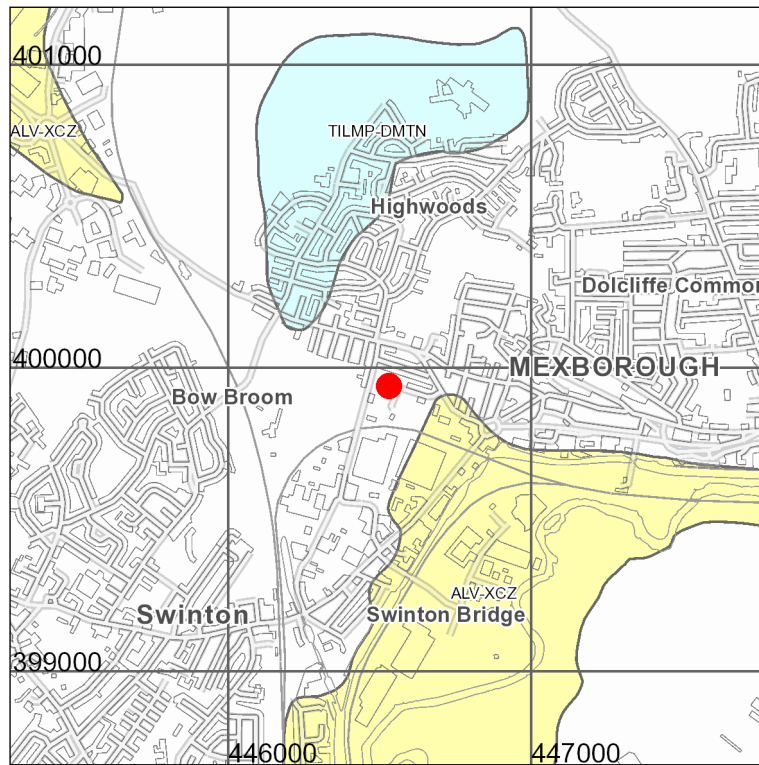 401000
ALV-XCZ
TILMP-DMTN
Highwoods
Dolcliffe Common
400000
MEXBOROUGH
Bow Broom
ALV-XCZ
Swinton
Swinton Bridge
399000
446000
447000